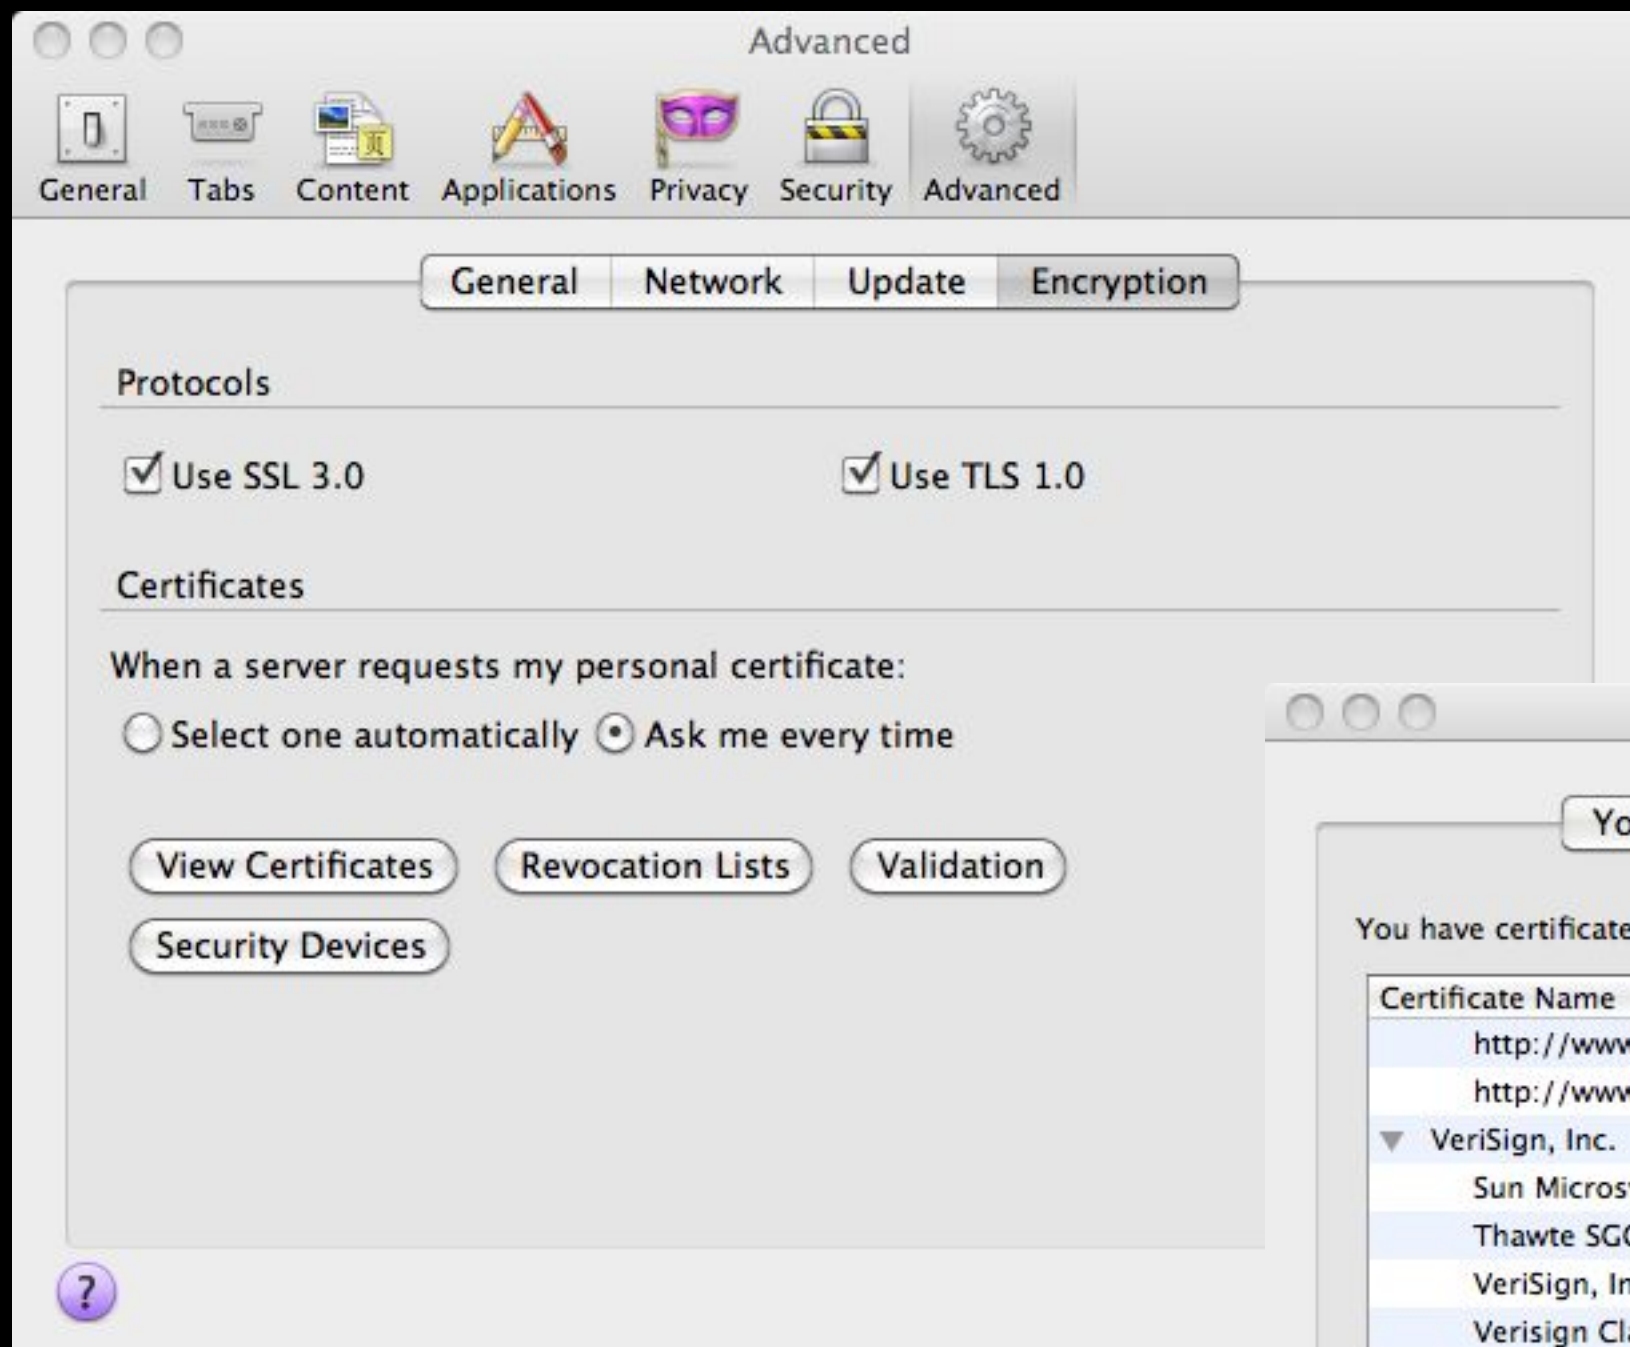 Advanced
General Tabs Content Applications Privacy Security Advanced
General Network Update Encryption
Protocols
Use SSL 3.0 Use TLS 1.0
Certificates
When a server requests my personal certificate:
Select one automatically Ask me every time
View Certificates Revocation Lists Validation
Security Devices
?
Yo
You have certificate
Certificate Name
http://www
http://www
VeriSign, Inc.
Sun Micros
Thawte SG
VeriSign, In
Verisign Cla